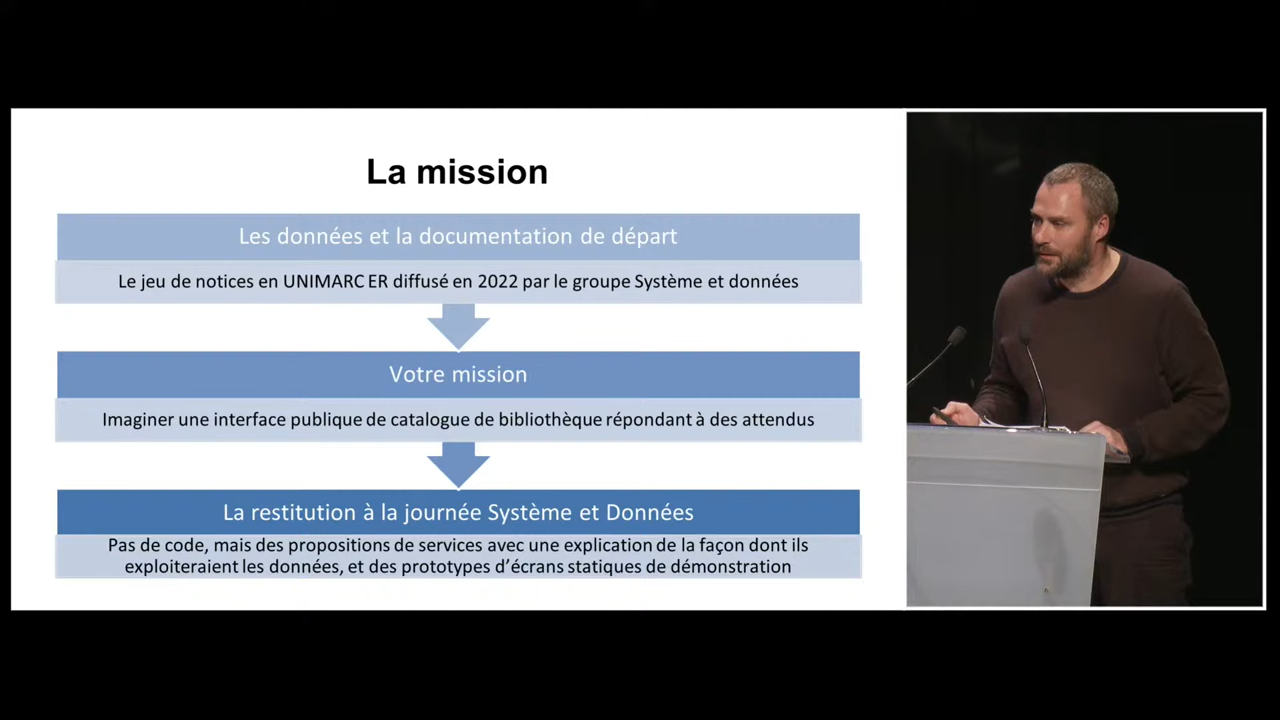 La mission
Les données et la documentation de départ
Le jeu de notices en UNIMARC ER diffusé en 2022 par le groupe Système et données
Votre mission
Imaginer une interface publique de catalogue de bibliothèque répondant à des attendus
La restitution à la journée Système et Données
Pas de code, mais des propositions de services avec une explication de la façon dont ils
exploiteraient les données, et des prototypes d’écrans statiques de démonstration